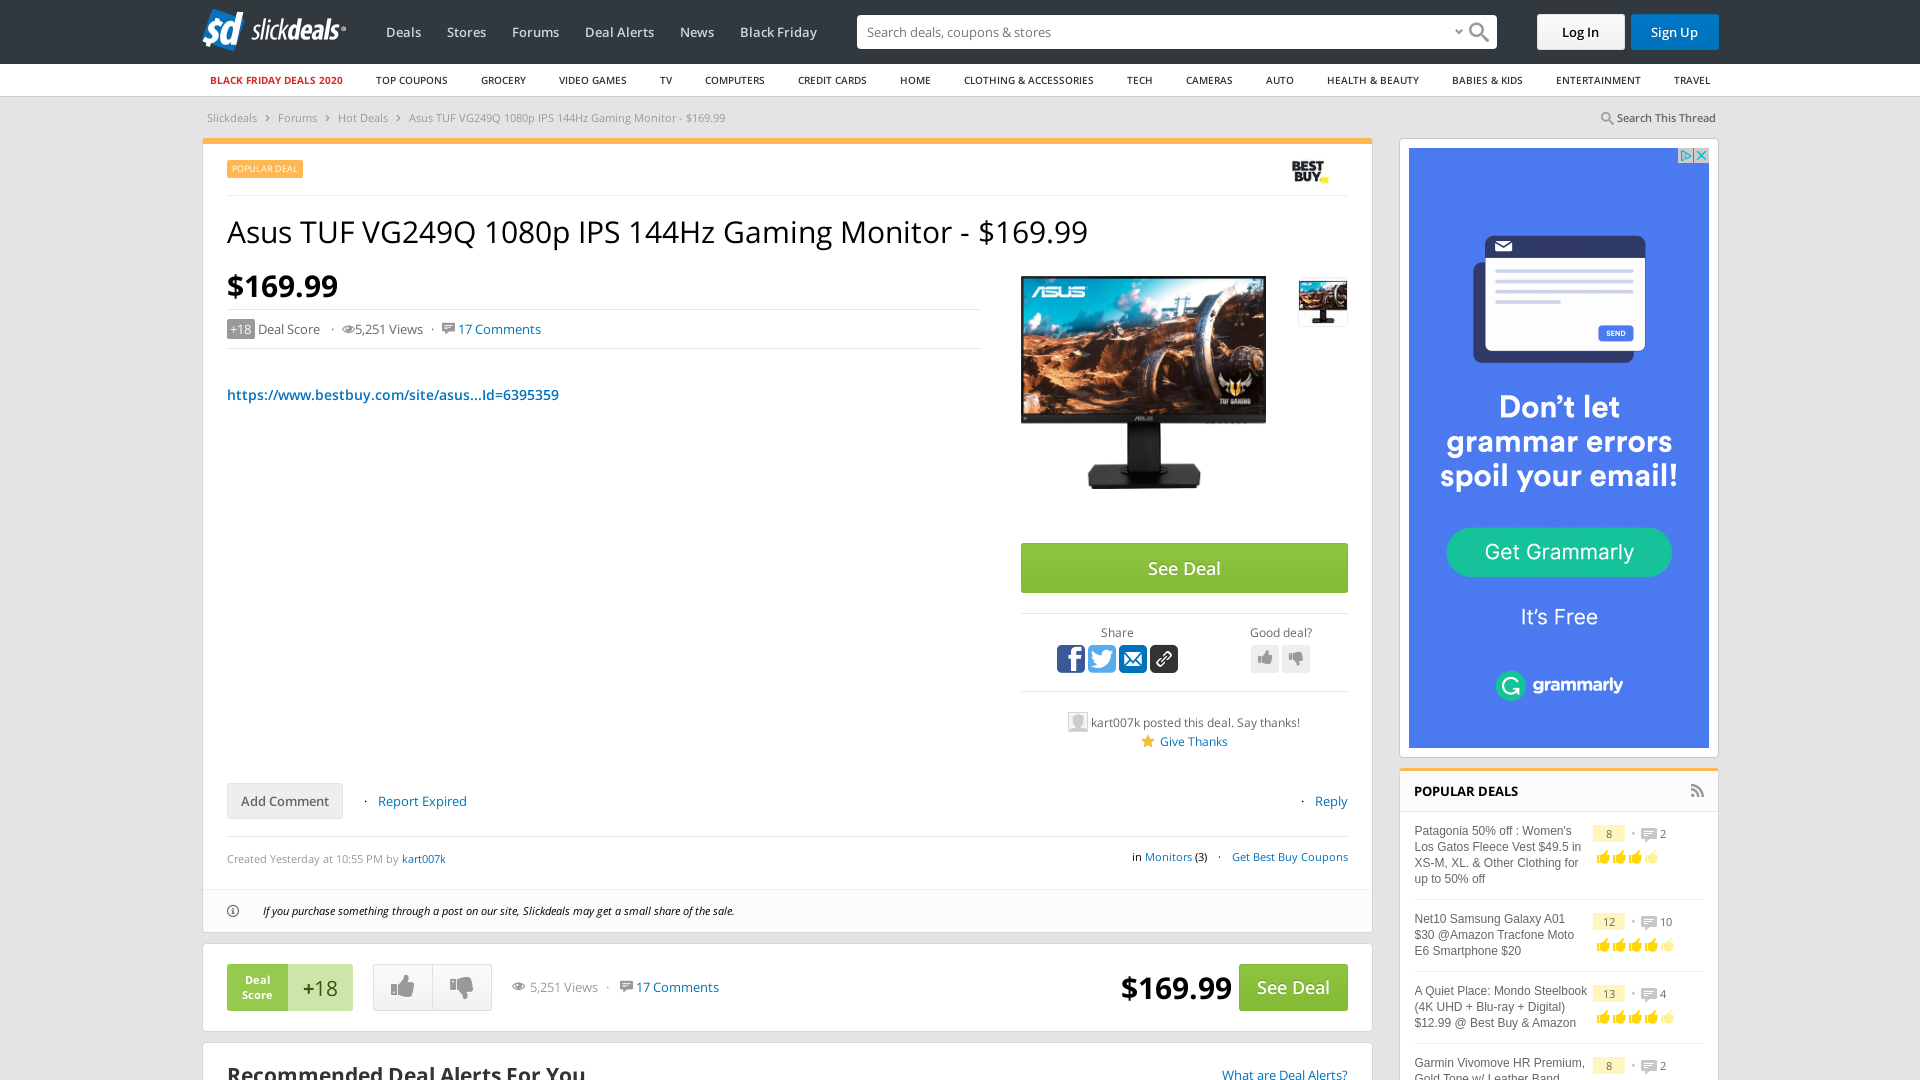 sd slickdeals
Deals
Stores
Forums
Deal Alerts
News
Black Friday
Search deals, coupons & stores
Log In
Sign Up
BLACK FRIDAY DEALS 2020
TOP COUPONS
GROCERY
VIDEO GAMES
TV
COMPUTERS
CREDIT CARDS
HOME
CLOTHING & ACCESSORIES
TECH
CAMERAS
AUTO
HEALTH & BEAUTY
BABIES & KIDS
ENTERTAINMENT
TRAVEL
Slickdeals › Forums › Hot Deals › Asus TUF VG249Q 1080p IPS 144Hz Gaming Monitor - $169.99
Search This Thread
POPULAR DEAL
BEST BUY
Asus TUF VG249Q 1080p IPS 144Hz Gaming Monitor - $169.99
$169.99
+18 Deal Score · 5,251 Views · 17 Comments
https://www.bestbuy.com/site/asus...Id=6395359
ASUS
TUF GAMING
ASUS
See Deal
Share
Good deal?
kart007k posted this deal. Say thanks!
Give Thanks
Add Comment
· Report Expired
· Reply
Created Yesterday at 10:55 PM by kart007k
in Monitors (3) · Get Best Buy Coupons
If you purchase something through a post on our site, Slickdeals may get a small share of the sale.
Deal Score
+18
5,251 Views · 17 Comments
$169.99
See Deal
Recommended Deal Alerts For You
What are Deal Alerts?
SEND
Don't let
grammar errors
spoil your email!
Get Grammarly
It's Free
grammarly
POPULAR DEALS
Patagonia 50% off : Women's
Los Gatos Fleece Vest $49.5 in
XS-M, XL. & Other Clothing for
up to 50% off
8 • 2
Net10 Samsung Galaxy A01
$30 @Amazon Tracfone Moto
E6 Smartphone $20
12 • 10
A Quiet Place: Mondo Steelbook
(4K UHD + Blu-ray + Digital)
$12.99 @ Best Buy & Amazon
13 • 4
Garmin Vivomove HR Premium,
Gold Tone w/ Leather Band
8 • 2